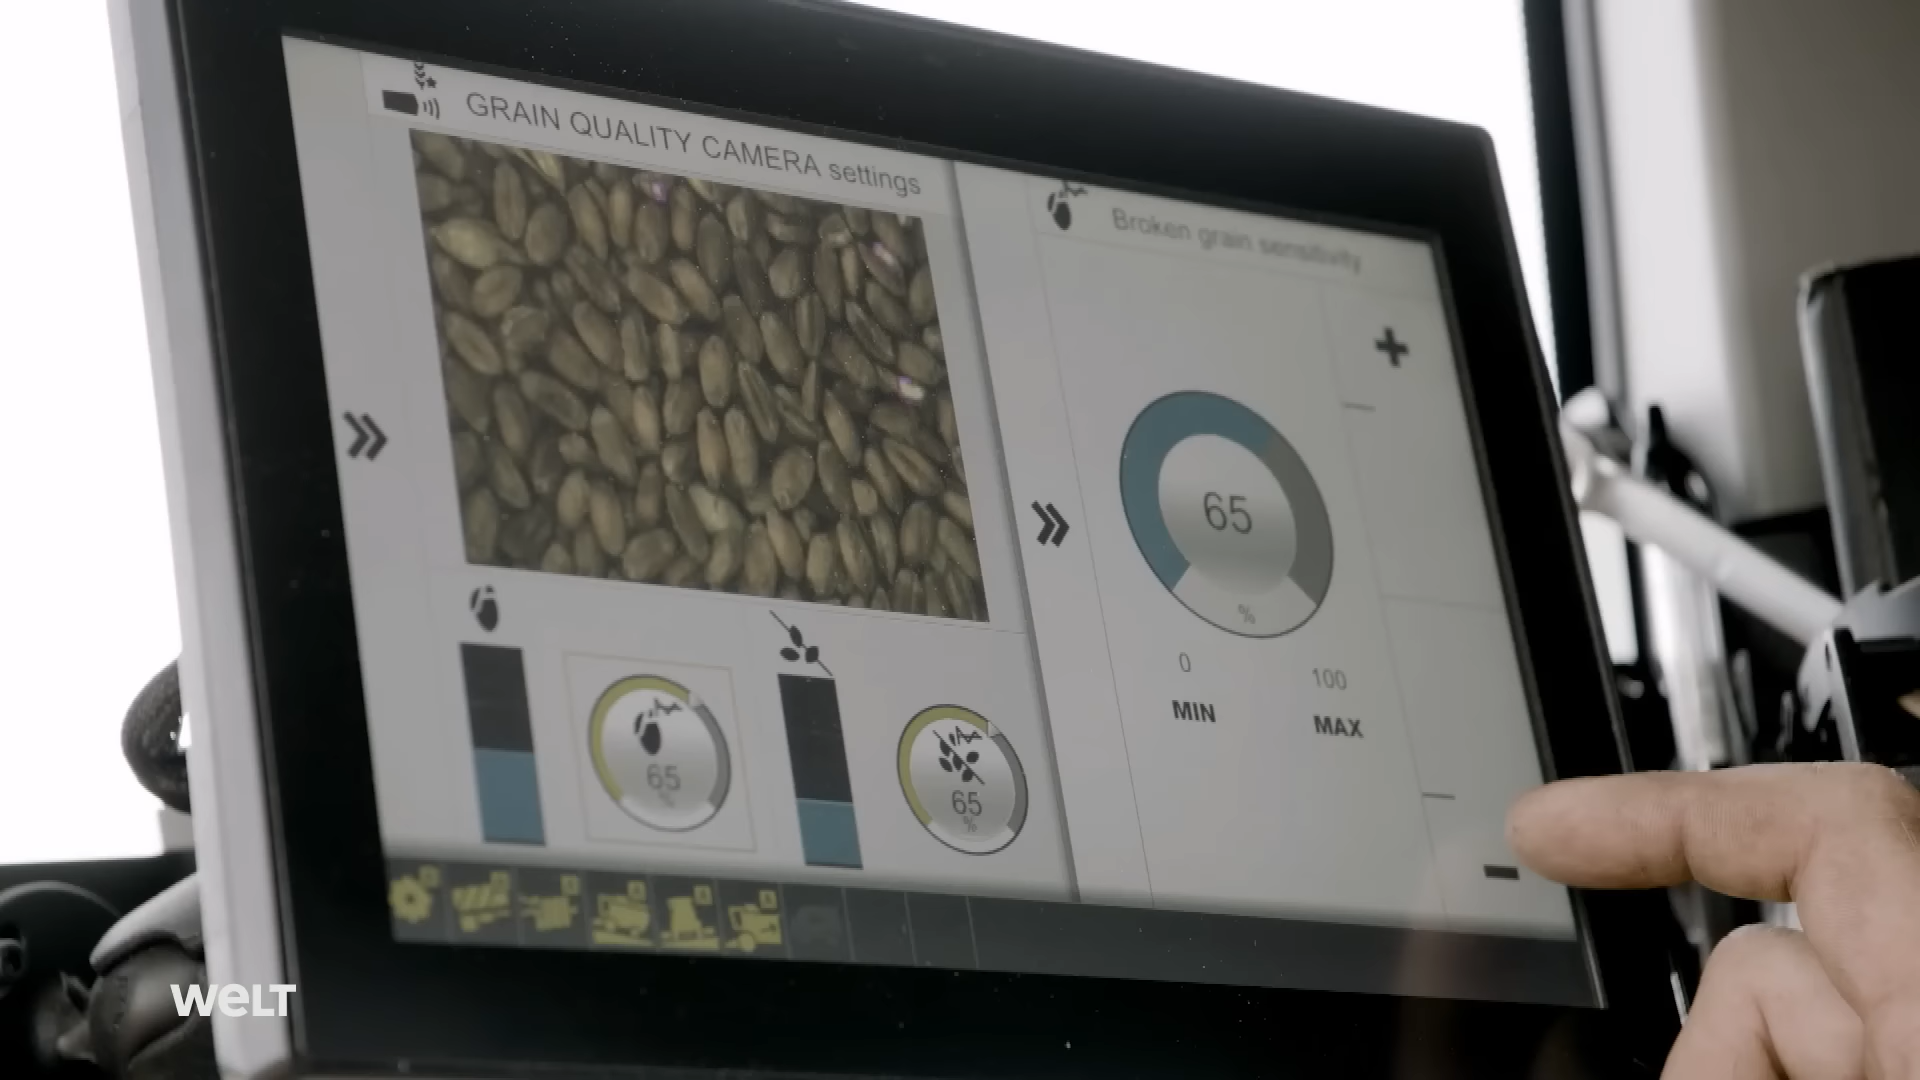 GRAIN QUALITY CAMERA settings
Broken grain sensitivity
65
%
0
100
MIN
MAX
65
%
65
%
WELT